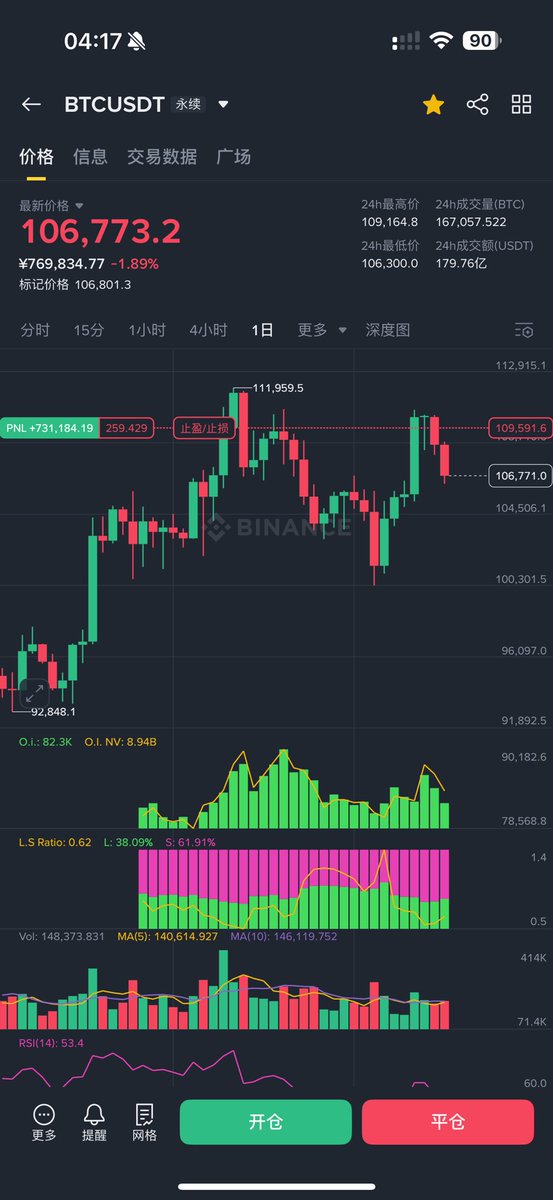 04:17
90
BTCUSDT 永续
价格 信息 交易数据 广场
最新价格
106,773.2
¥769,834.77 -1.89%
标记价格 106,801.3
24h最高价 24h成交量(BTC)
109,164.8 167,057.522
24h最低价 24h成交额(USDT)
106,300.0 179.76亿
分时 15分 1小时 4小时 1日 更多 深度图
112,915.1
111,959.5
PNL +731,184.19 259.429 止盈/止损 109,591.6
106,771.0
104,506.1
BINANCE
100,301.5
96,097.0
92,848.1
91,892.5
O.i.: 82.3K O.I. NV: 8.94B
90,182.6
78,568.8
L.S Ratio: 0.62 L: 38.09% S: 61.91%
1.4
0.5
Vol: 148,373.831 MA(5): 140,614.927 MA(10): 146,119.752
414K
71.4K
RSI(14): 53.4
60.0
更多 提醒 网格 开仓 平仓